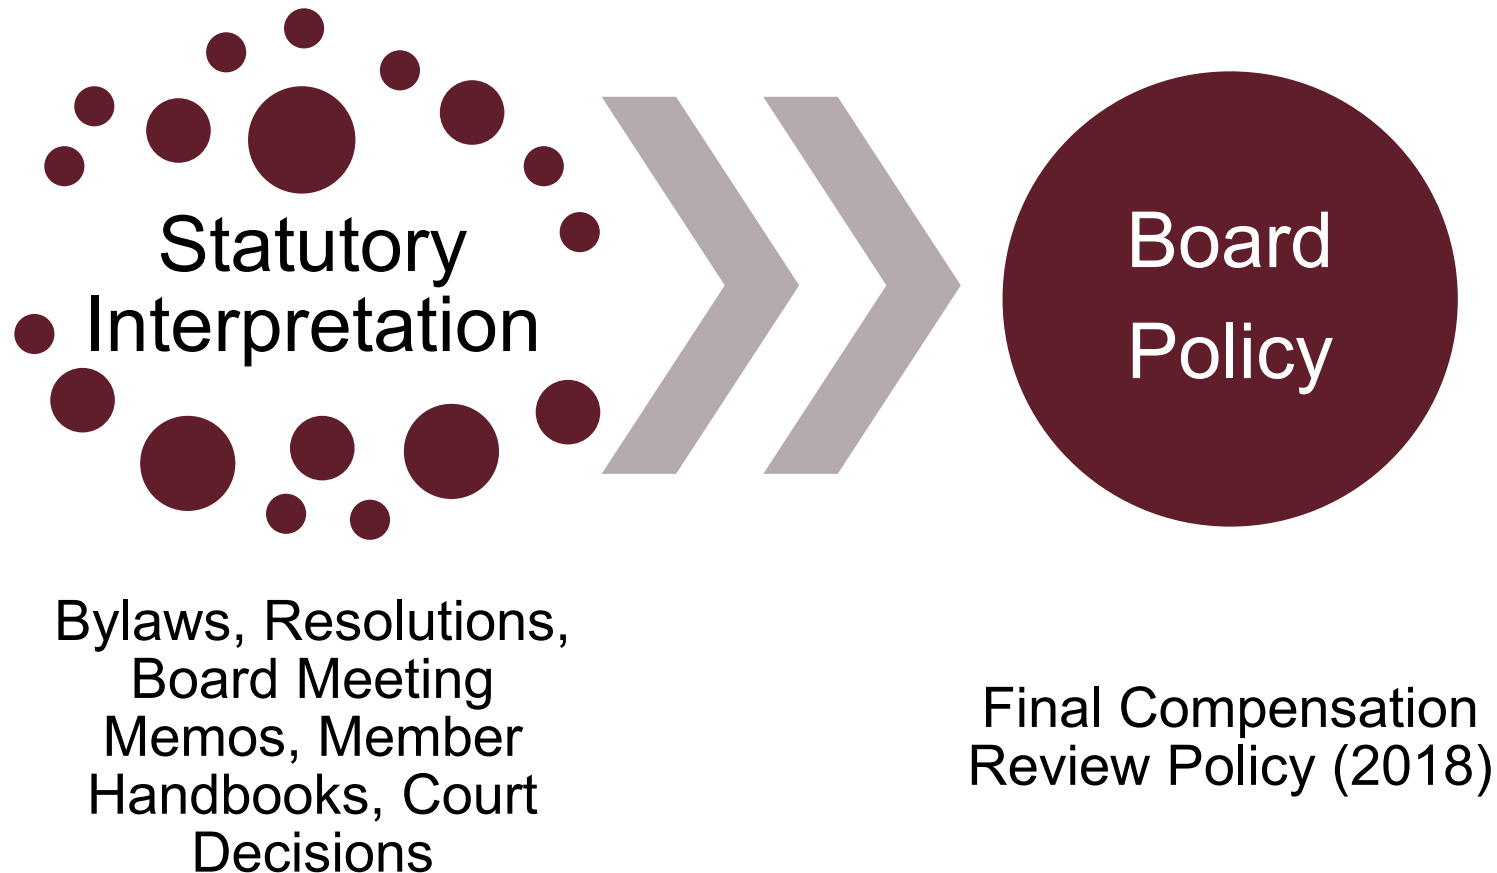 Statutory
Interpretation
Board
Policy
Bylaws, Resolutions,
Board Meeting
Memos, Member
Handbooks, Court
Decisions
Final Compensation
Review Policy (2018)